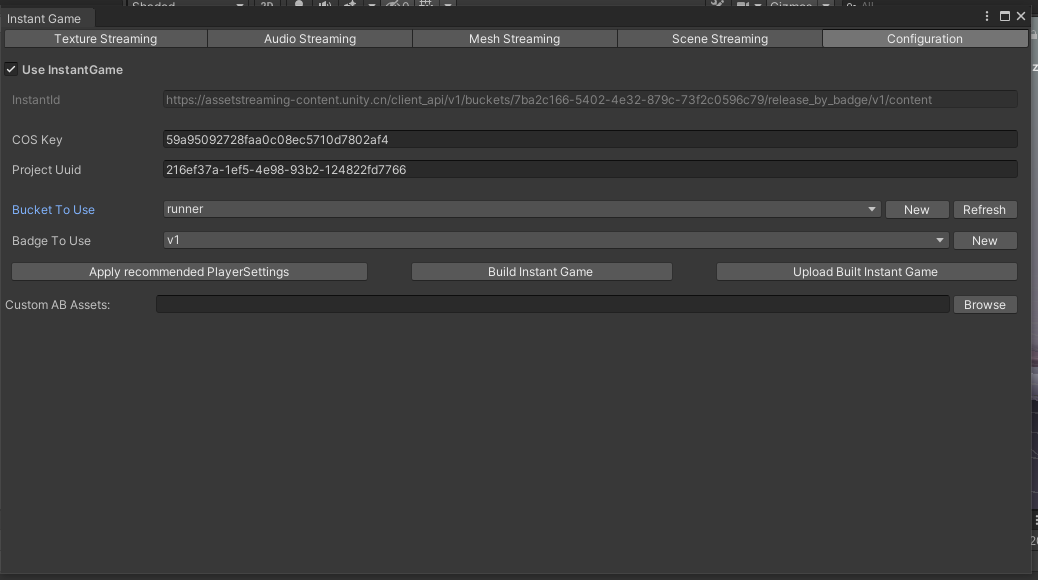 Instant Game
Texture Streaming Audio Streaming Mesh Streaming Scene Streaming Configuration
Use InstantGame
InstantId https://assetstreaming-content.unity.cn/client_api/v1/buckets/7ba2c166-5402-4e32-879c-73f2c0596c79/release_by_badge/v1/content
COS Key 59a95092728faa0c08ec5710d7802af4
Project Uuid 216ef37a-1ef5-4e98-93b2-124822fd7766
Bucket To Use runner New Refresh
Badge To Use v1 New
Apply recommended PlayerSettings Build Instant Game Upload Built Instant Game
Custom AB Assets: Browse